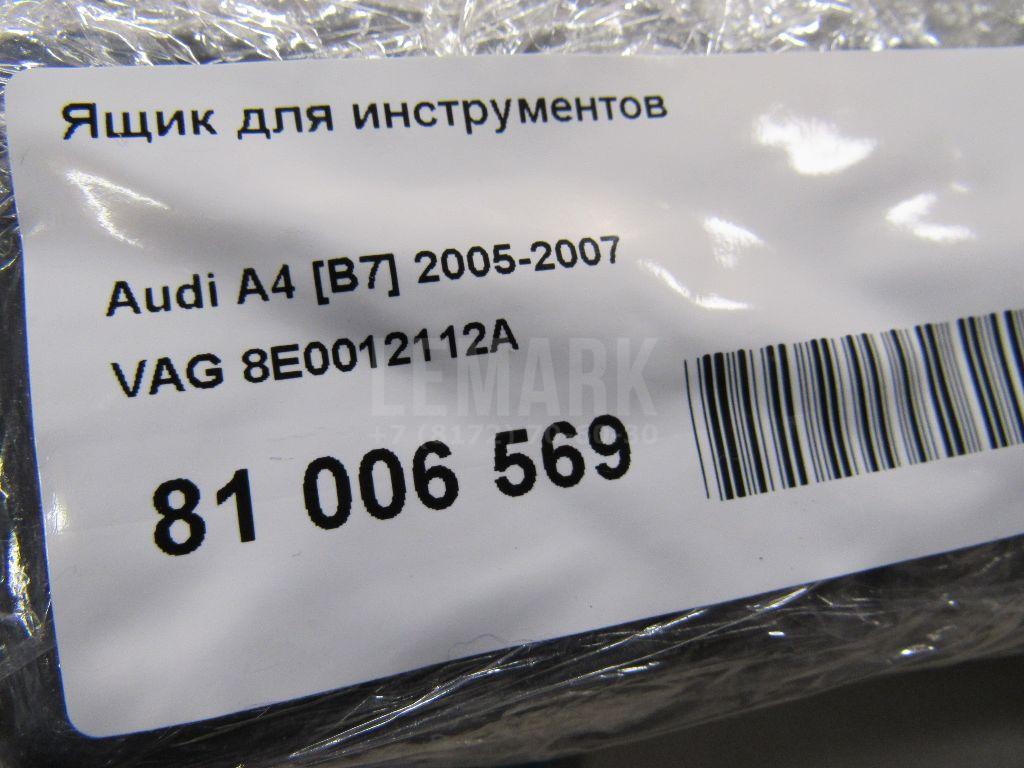 Ящик для инструментов
Audi A4 [B7] 2005-2007
VAG 8E0012112A
LEMARK
81 006 569